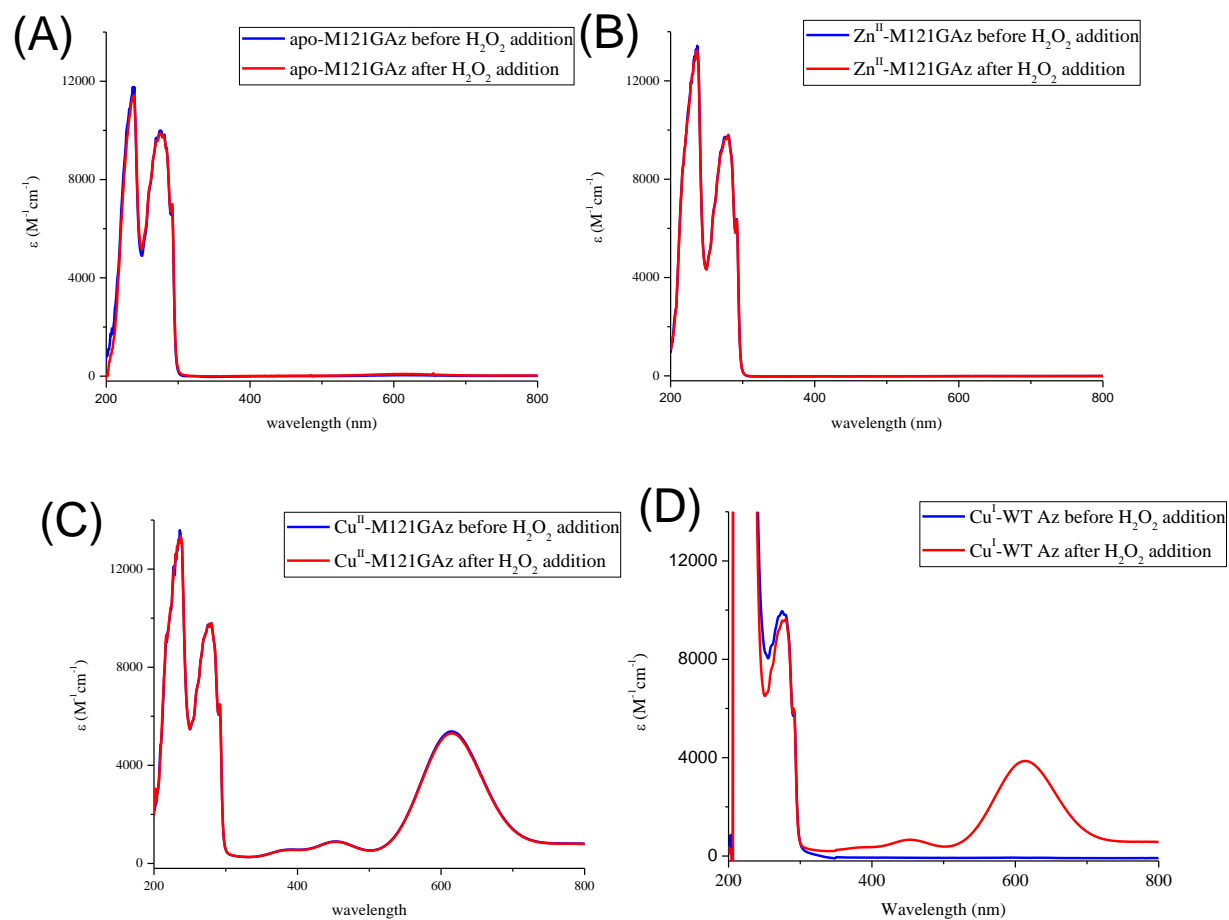 (A)
apo-M121GAz before H₂O₂ addition
apo-M121GAz after H₂O₂ addition
12000
8000
4000
0
ε (M⁻¹cm⁻¹)
200
400
600
800
wavelength (nm)
(B)
Znᴵᴵ-M121GAz before H₂O₂ addition
Znᴵᴵ-M121GAz after H₂O₂ addition
12000
8000
4000
0
ε (M⁻¹cm⁻¹)
200
400
600
800
wavelength (nm)
(C)
Cuᴵᴵ-M121GAz before H₂O₂ addition
Cuᴵᴵ-M121GAz after H₂O₂ addition
12000
8000
4000
0
ε (M⁻¹cm⁻¹)
200
400
600
800
wavelength
(D)
Cuᴵ-WT Az before H₂O₂ addition
Cuᴵ-WT Az after H₂O₂ addition
12000
8000
4000
0
ε (M⁻¹cm⁻¹)
200
400
600
800
Wavelength (nm)